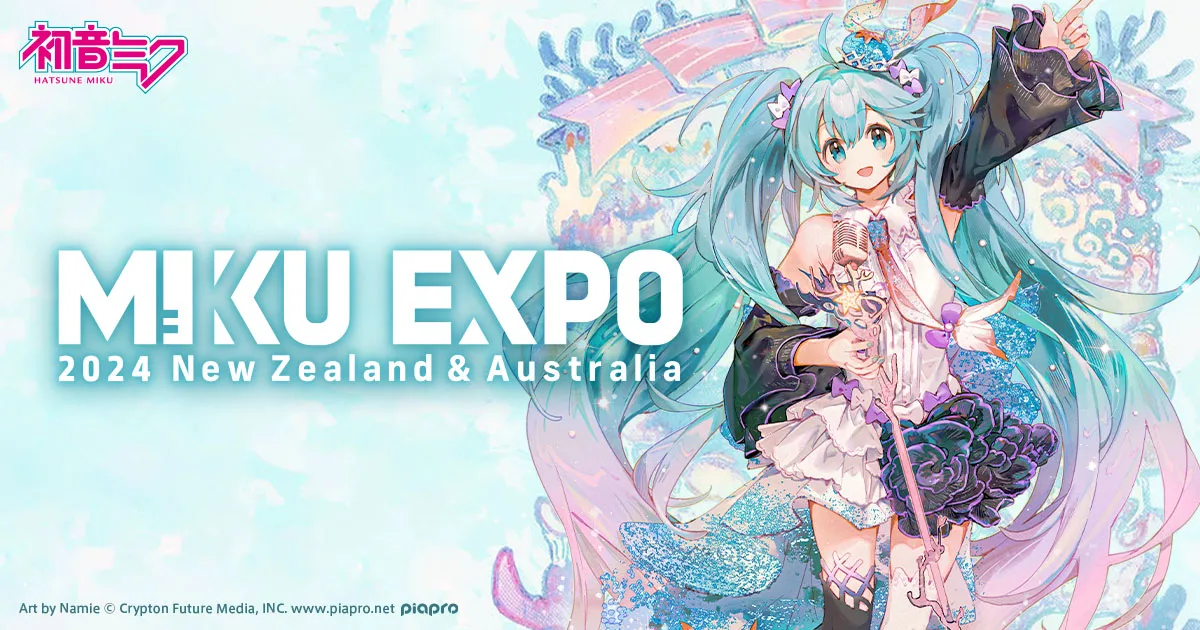 初音ミク
HATSUNE MIKU
MIKU EXPO
2024 New Zealand & Australia
Art by Namie © Crypton Future Media, INC. www.piapro.net piapro